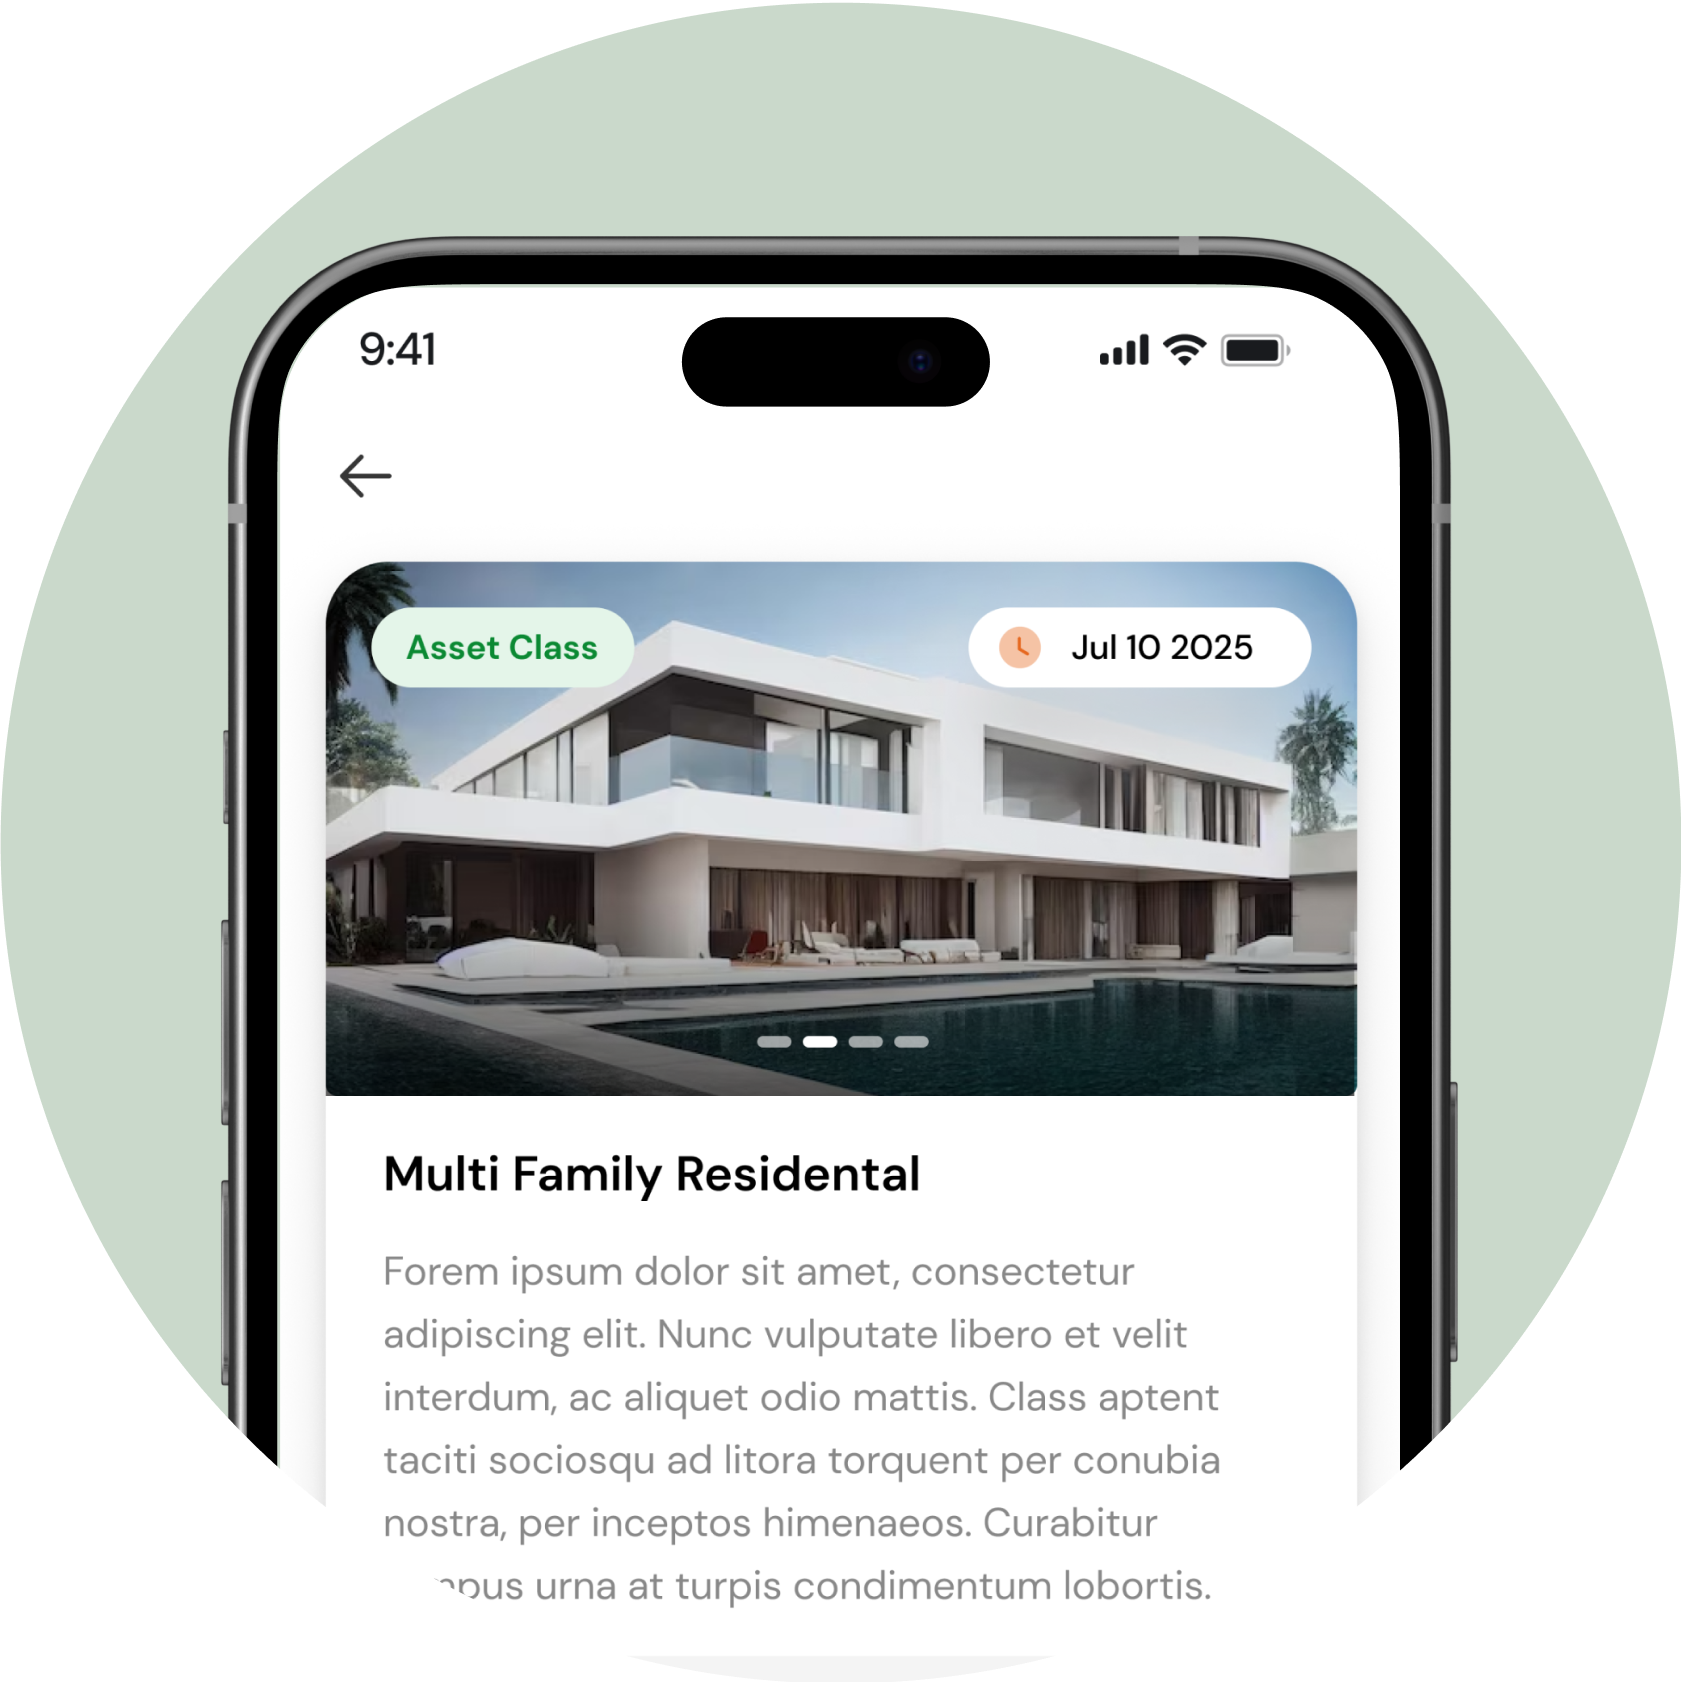 9:41
Asset Class
Jul 10 2025
Multi Family Residental
Forem ipsum dolor sit amet, consectetur
adipiscing elit. Nunc vulputate libero et velit
interdum, ac aliquet odio mattis. Class aptent
taciti sociosqu ad litora torquent per conubia
nostra, per inceptos himenaeos. Curabitur
urna at turpis condimentum lobortis.